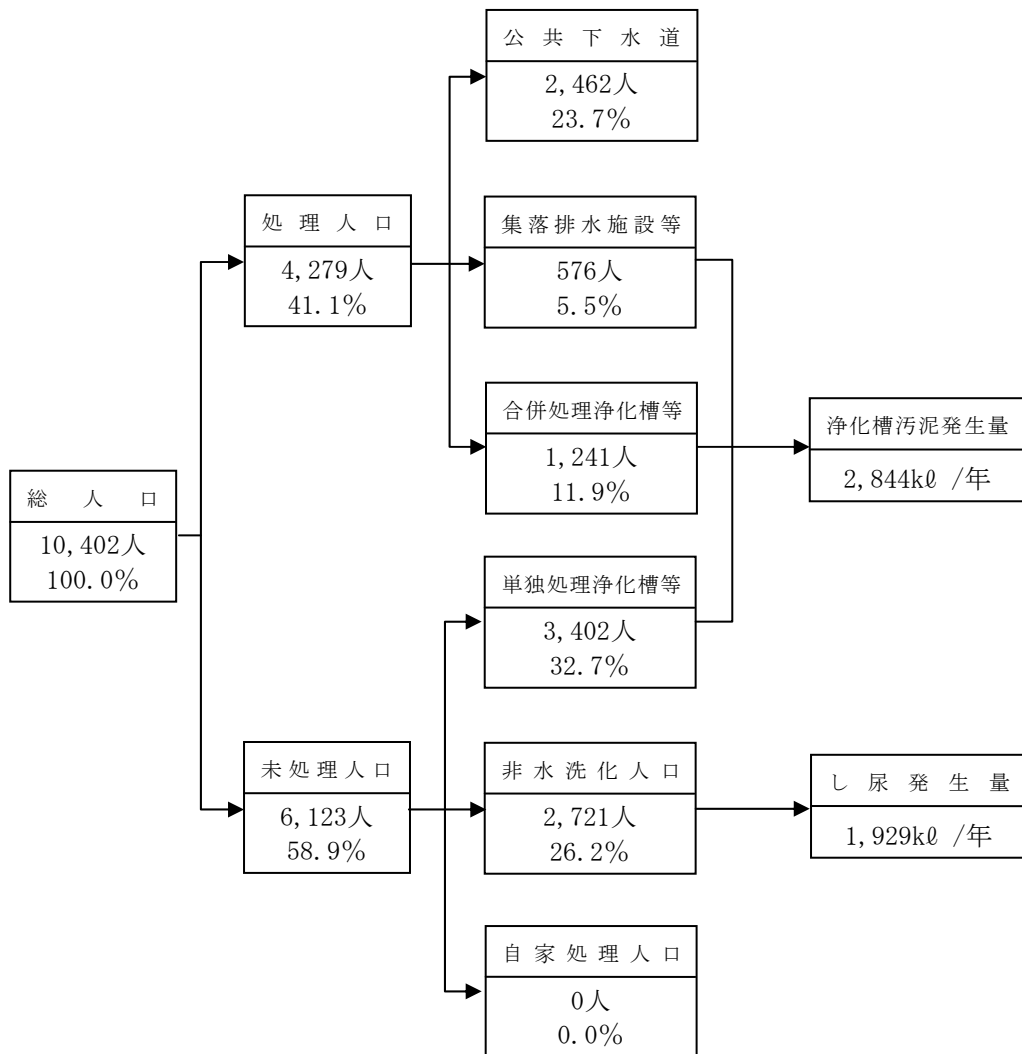 公共下水道
2,462人
23.7%
処理人口
4,279人
41.1%
集落排水施設等
576人
5.5%
合併処理浄化槽等
1,241人
11.9%
浄化槽汚泥発生量
2,844kℓ /年
総人口
10,402人
100.0%
単独処理浄化槽等
3,402人
32.7%
未処理人口
6,123人
58.9%
非水洗化人口
2,721人
26.2%
し尿発生量
1,929kℓ /年
自家処理人口
0人
0.0%